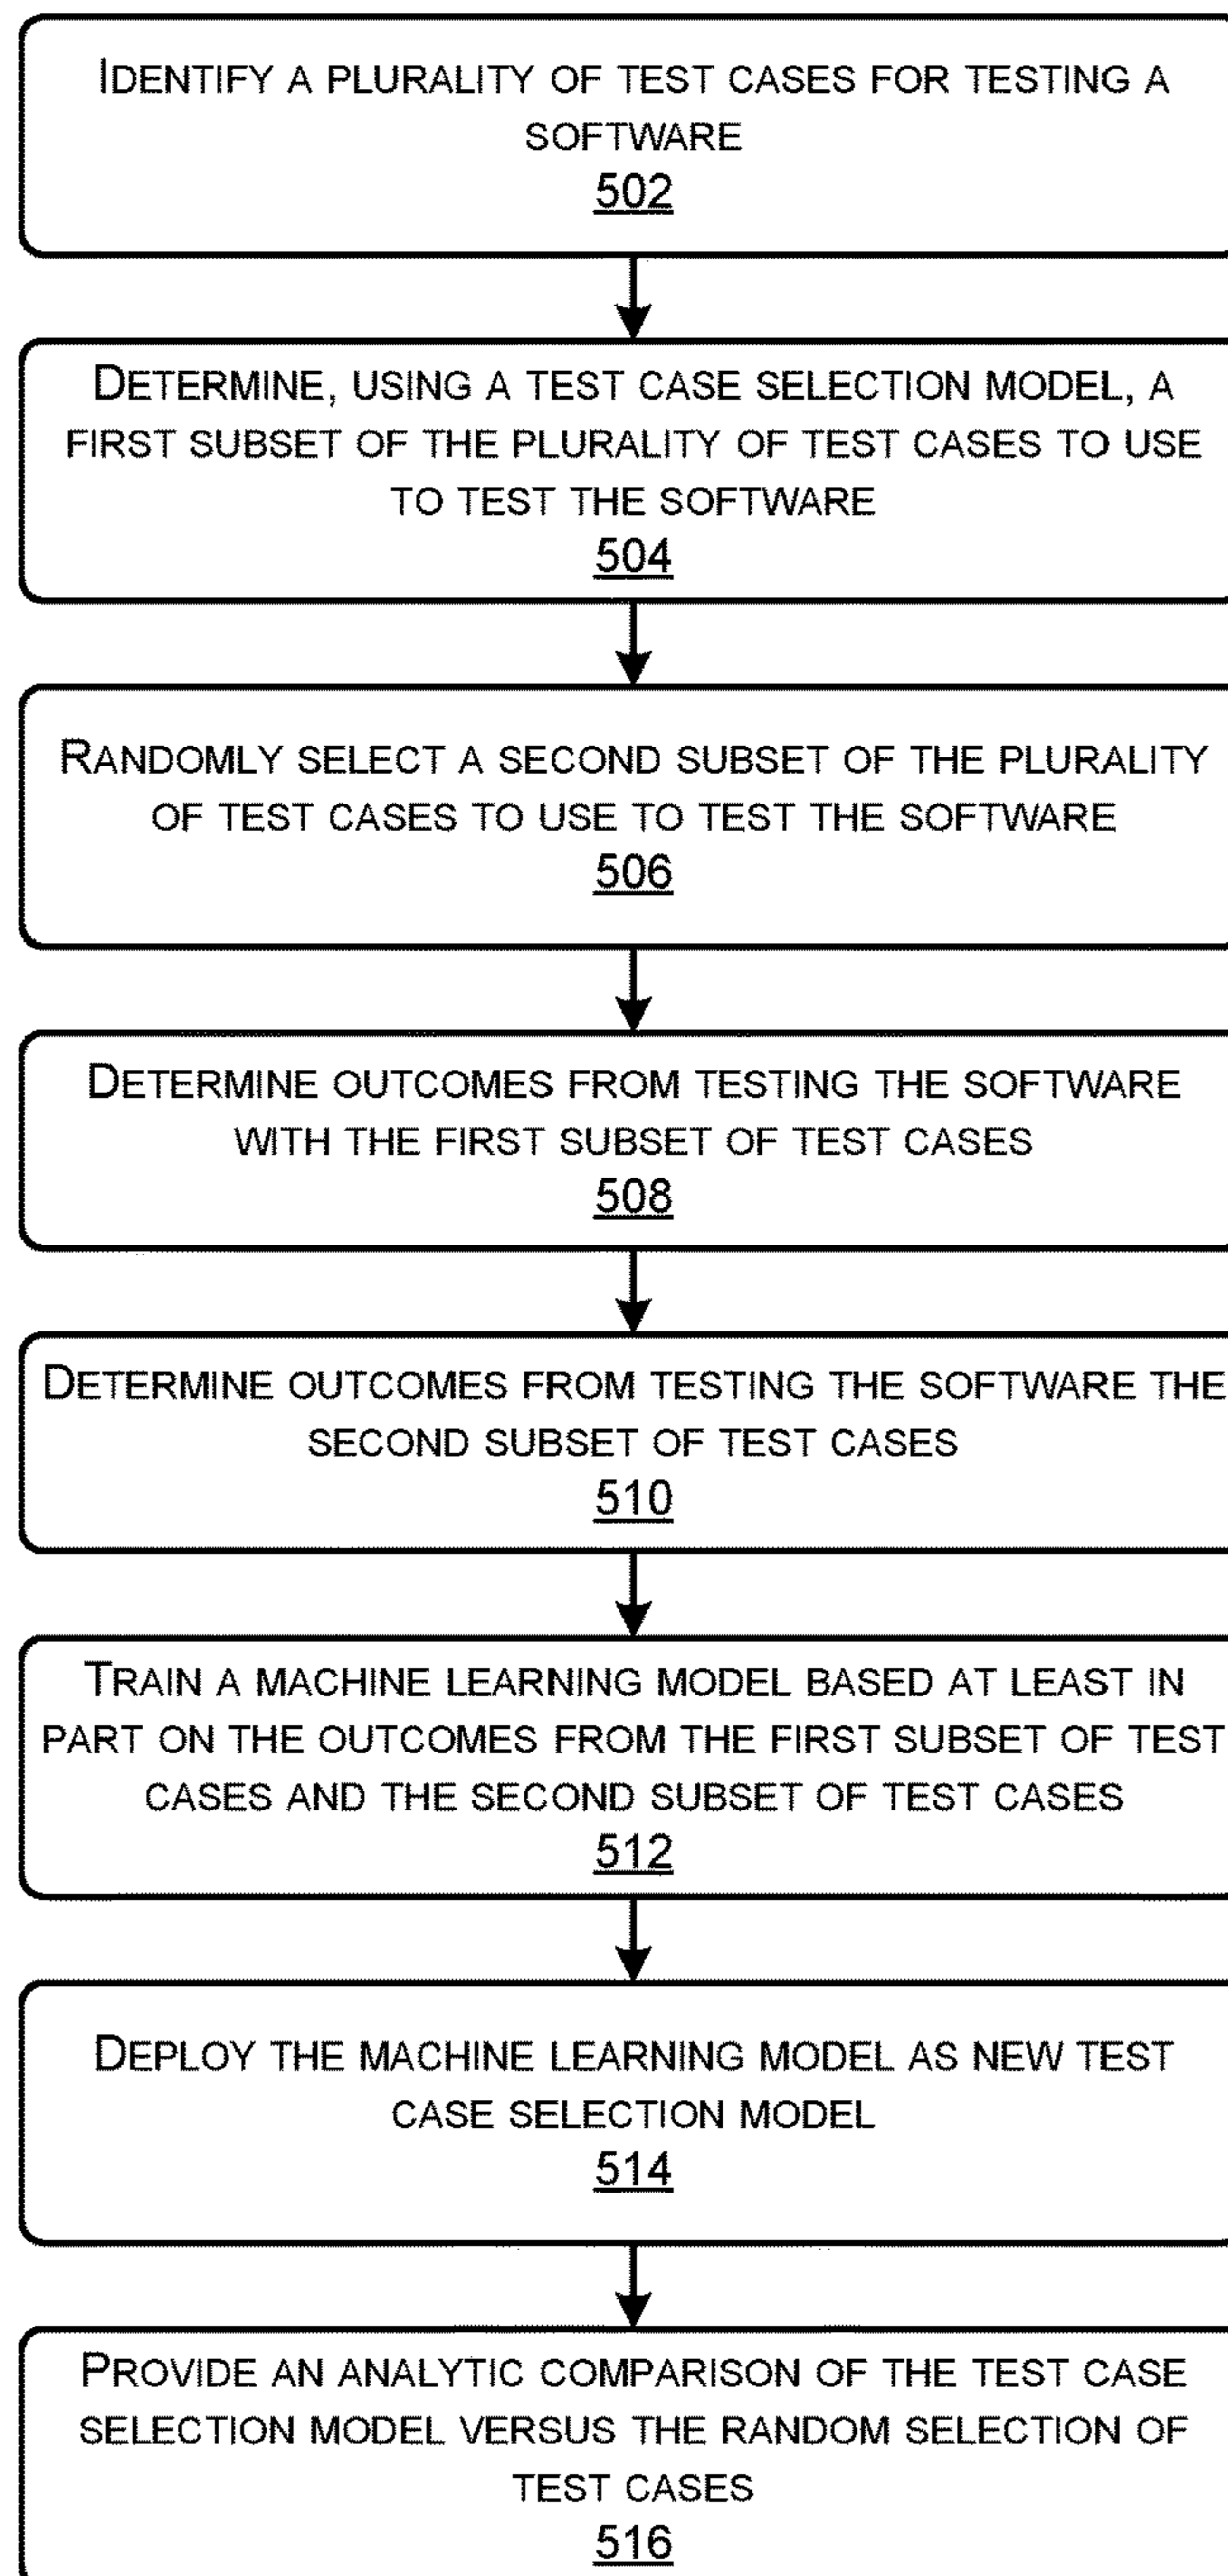 IDENTIFY A PLURALITY OF TEST CASES FOR TESTING A
SOFTWARE
502
DETERMINE, USING A TEST CASE SELECTION MODEL, A
FIRST SUBSET OF THE PLURALITY OF TEST CASES TO USE
TO TEST THE SOFTWARE
504
RANDOMLY SELECT A SECOND SUBSET OF THE PLURALITY
OF TEST CASES TO USE TO TEST THE SOFTWARE
506
DETERMINE OUTCOMES FROM TESTING THE SOFTWARE
WITH THE FIRST SUBSET OF TEST CASES
508
DETERMINE OUTCOMES FROM TESTING THE SOFTWARE THE
SECOND SUBSET OF TEST CASES
510
TRAIN A MACHINE LEARNING MODEL BASED AT LEAST IN
PART ON THE OUTCOMES FROM THE FIRST SUBSET OF TEST
CASES AND THE SECOND SUBSET OF TEST CASES
512
DEPLOY THE MACHINE LEARNING MODEL AS NEW TEST
CASE SELECTION MODEL
514
PROVIDE AN ANALYTIC COMPARISON OF THE TEST CASE
SELECTION MODEL VERSUS THE RANDOM SELECTION OF
TEST CASES
516